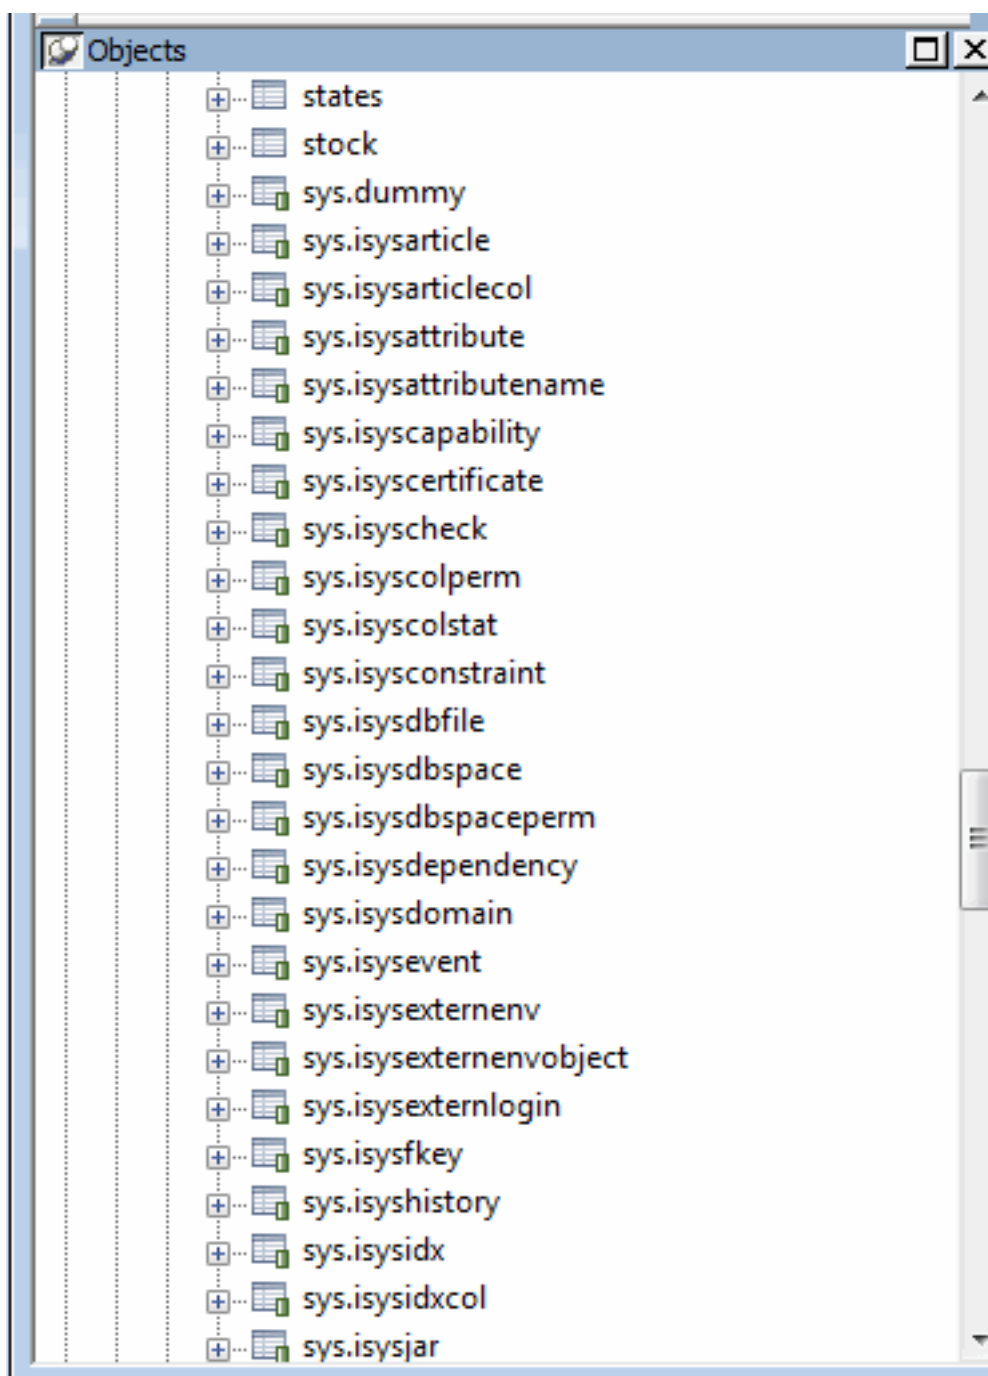 Objects
states
stock
sys.dummy
sys.isysarticle
sys.isysarticlecol
sys.isysattribute
sys.isysattributename
sys.isyscapability
sys.isyscertificate
sys.isyscheck
sys.isyscolperm
sys.isyscolstat
sys.isysconstraint
sys.isysdbfile
sys.isysdbspace
sys.isysdbspaceperm
sys.isysdependency
sys.isysdomain
sys.isysevent
sys.isysexternenv
sys.isysexternenvobject
sys.isysexternlogin
sys.isysfkey
sys.isyshistory
sys.isysidx
sys.isysidxcol
sys.isysjar